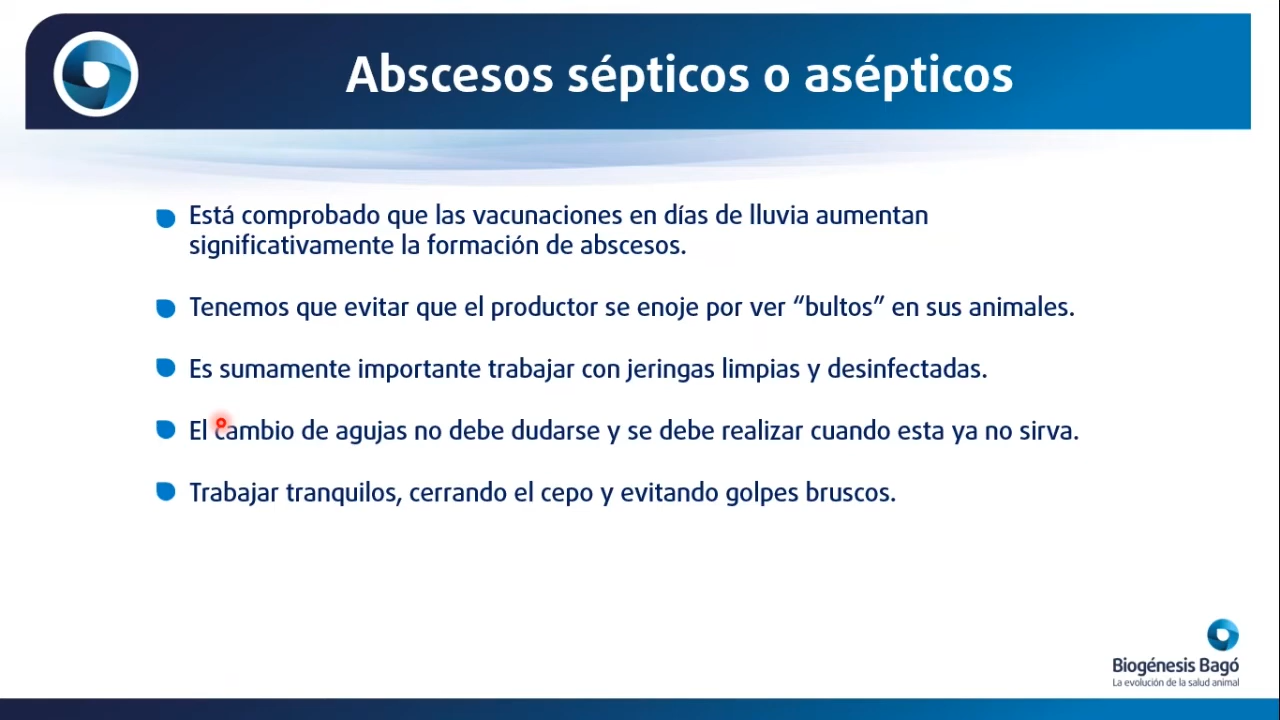 Abscesos sépticos o asépticos
Está comprobado que las vacunaciones en días de lluvia aumentan
significativamente la formación de abscesos.
Tenemos que evitar que el productor se enoje por ver “bultos” en sus animales.
Es sumamente importante trabajar con jeringas limpias y desinfectadas.
El cambio de agujas no debe dudarse y se debe realizar cuando esta ya no sirva.
Trabajar tranquilos, cerrando el cepo y evitando golpes bruscos.
Biogénesis Bagó
La evolución de la salud animal